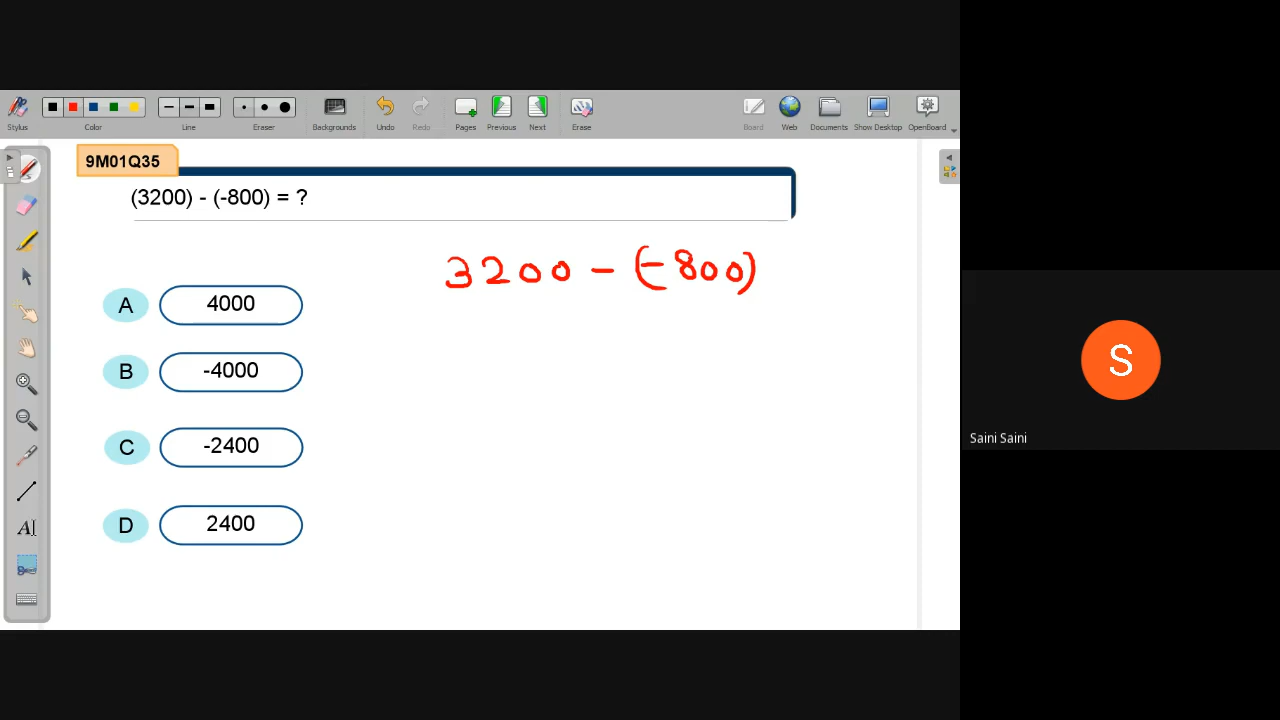 Stylus
Color
Line
Eraser
Backgrounds
Undo
Redo
Pages
Previous
Next
Erase
Board
Web
Documents
Show Desktop
OpenBoard
9M01Q35
(3200) - (-800) = ?
3200 - (-800)
A 4000
B -4000
C -2400
D 2400
S
Saini Saini